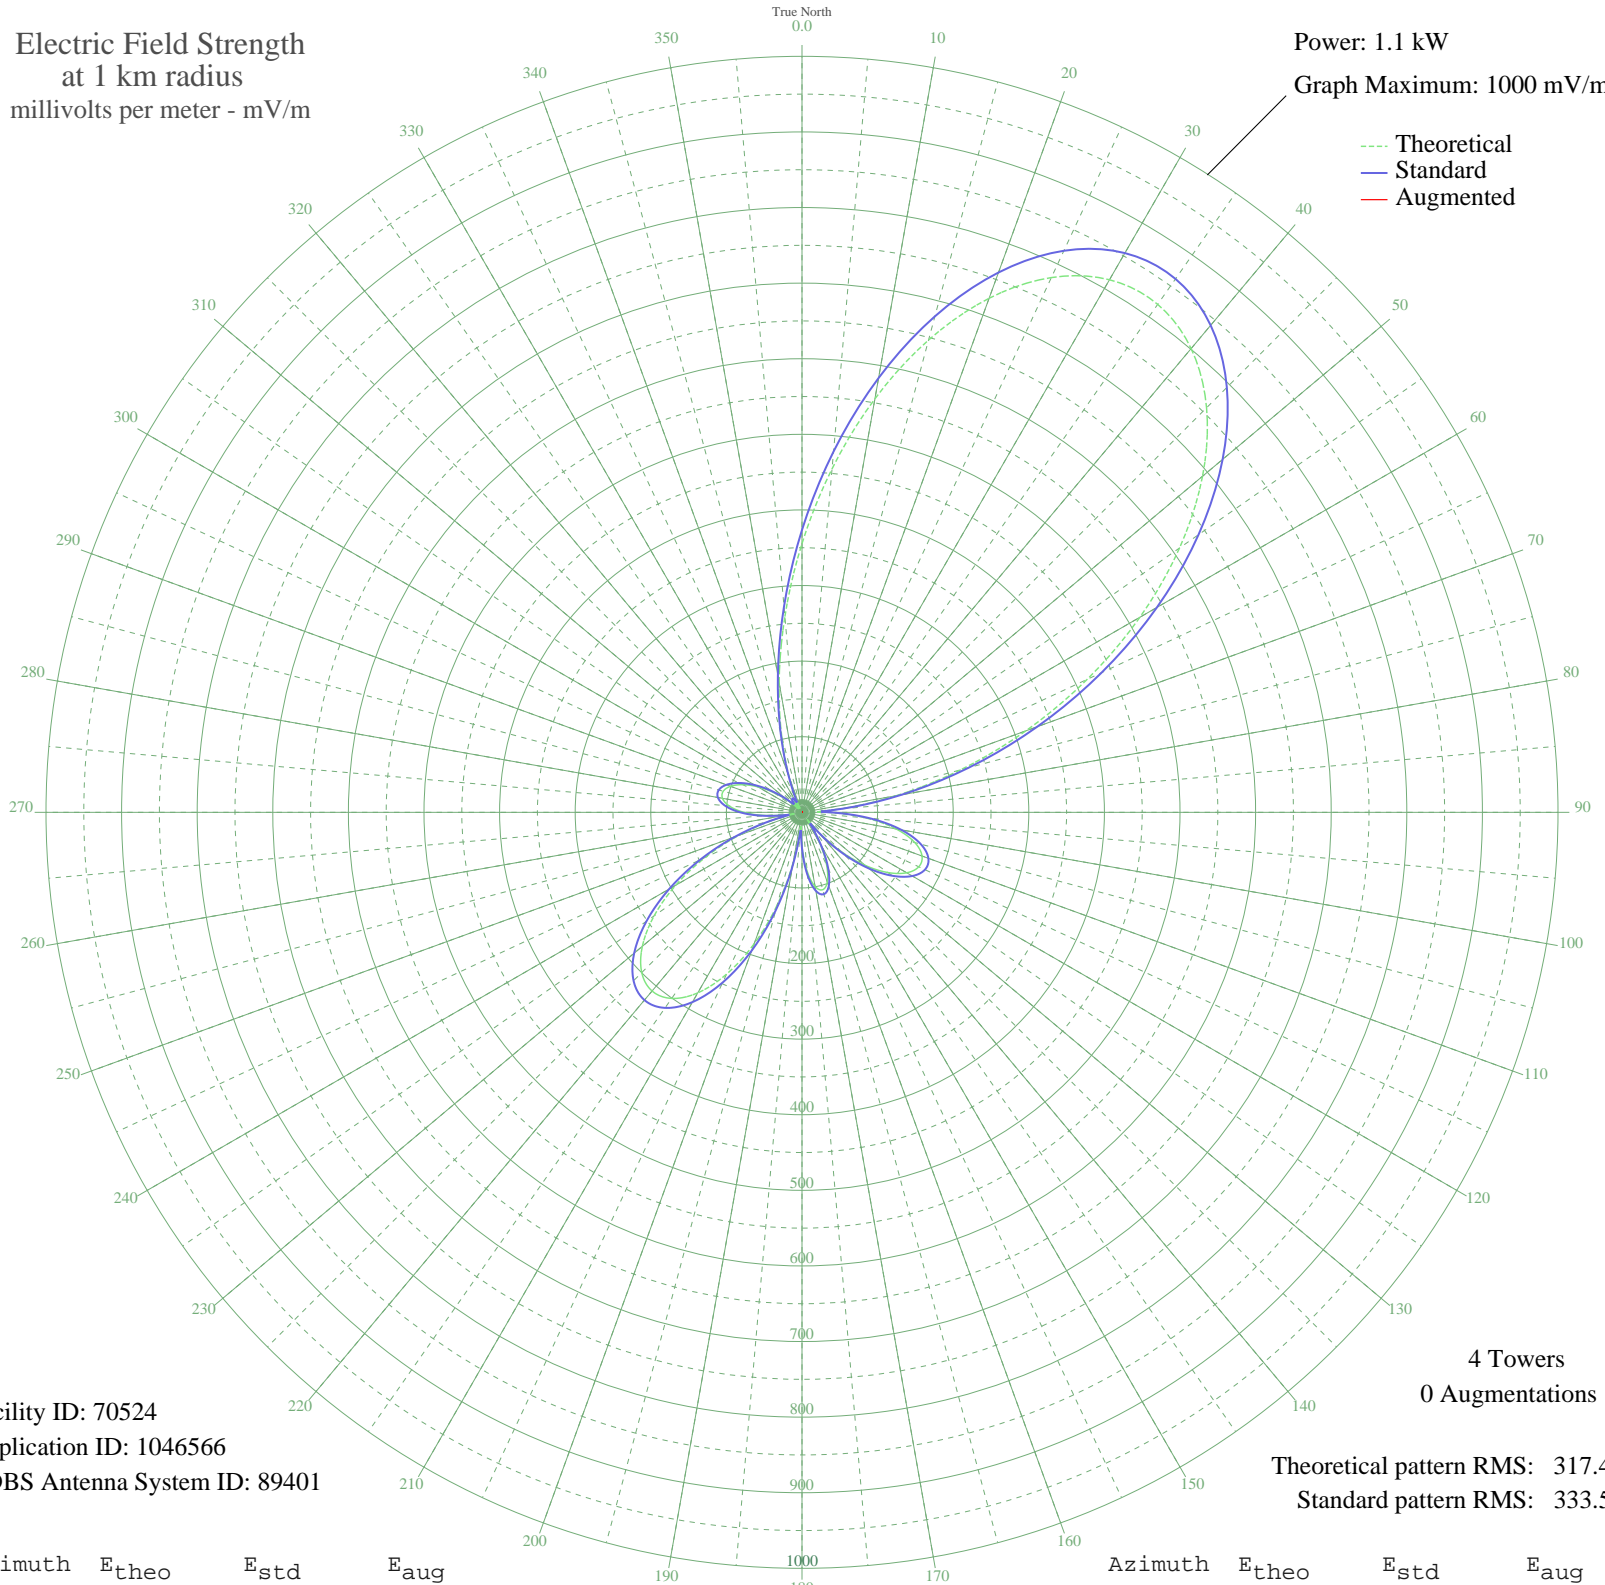 True North
0.0
Electric Field Strength
at 1 km radius
millivolts per meter - mV/m
Power: 1.1 kW
Graph Maximum: 1000 mV/m
Theoretical
Standard
Augmented
10
20
30
40
50
60
70
80
90
100
110
120
130
140
150
160
170
190
200
210
220
230
240
250
260
270
280
290
300
310
320
330
340
350
200
300
400
500
600
700
800
900
1000
4 Towers
0 Augmentations
cility ID: 70524
plication ID: 1046566
DBS Antenna System ID: 89401
Theoretical pattern RMS: 317.4
Standard pattern RMS: 333.5
imuth Etheo Estd Eaug
Azimuth Etheo Estd Eaug